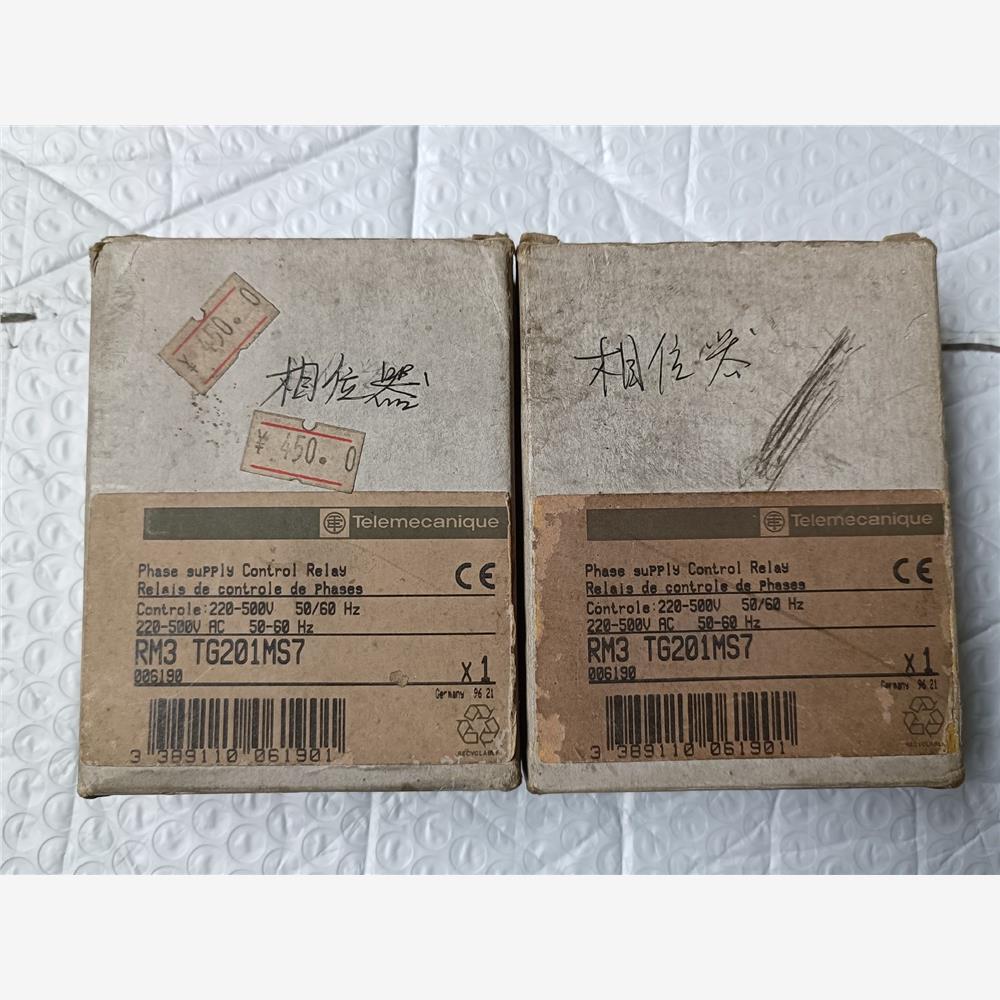 ¥ 450.0
相位器
¥ 450.0
Telemecanique
Phase supply Control Relay
Relais de controle de Phases
CE
Controle:220-500V 50/60 Hz
220-500V AC 50-60 Hz
RM3 TG201MS7
006190
x1
Germany 96 21
3 389110 061901
RECYCLABLE
相位器
Telemecanique
Phase supply Control Relay
Relais de controle de Phases
CE
Controle:220-500V 50/60 Hz
220-500V AC 50-60 Hz
RM3 TG201MS7
006190
x1
Germany 96 21
3 389110 061901
RECYCLABLE